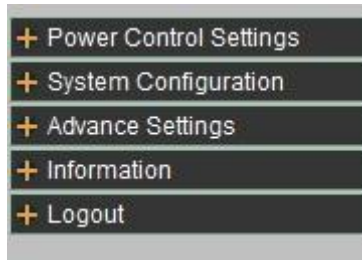 + Power Control Settings
+ System Configuration
+ Advance Settings
+ Information
+ Logout